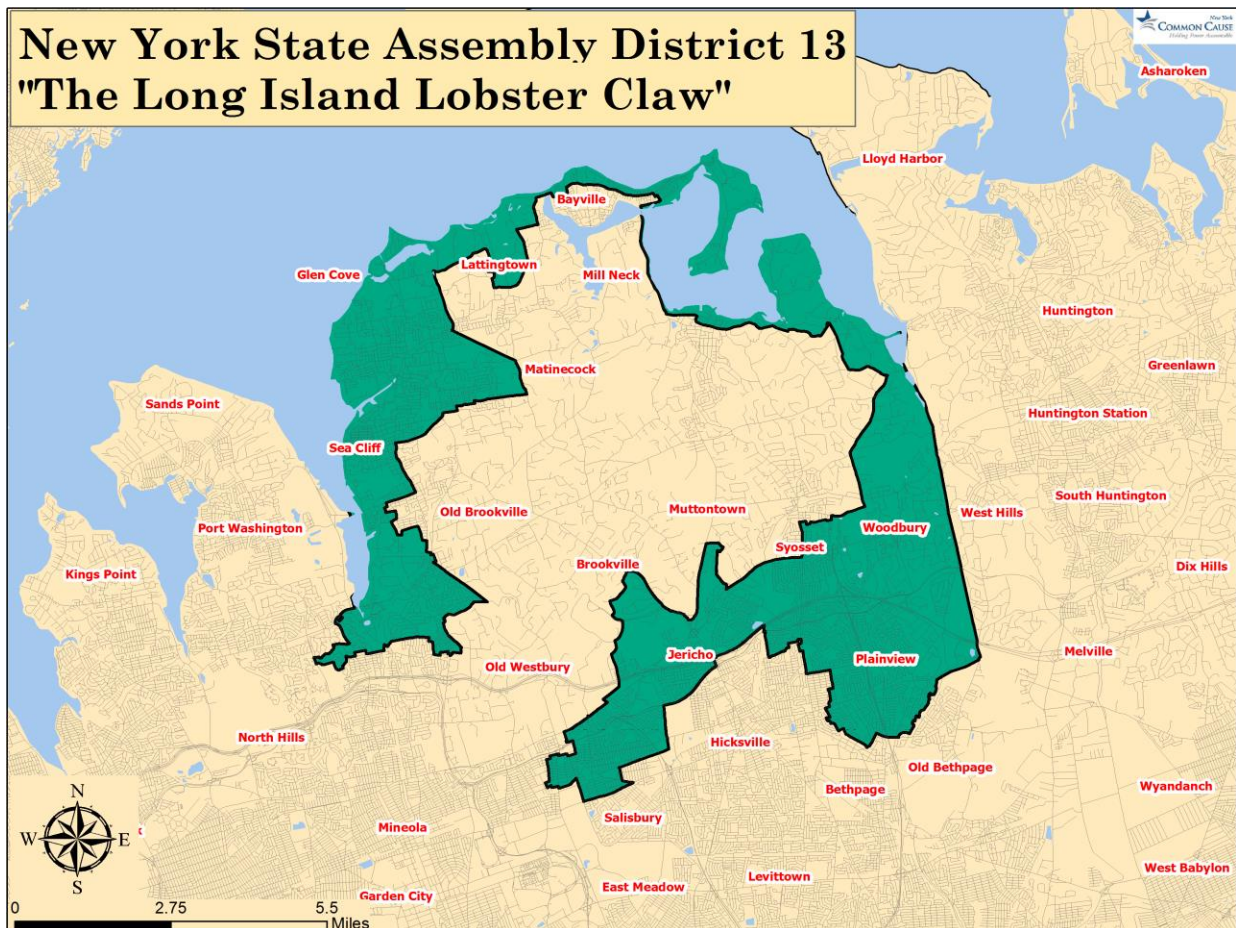 New York State Assembly District 13
"The Long Island Lobster Claw"
New York
COMMON CAUSE
Holding Power Accountable
Asharoken
Lloyd Harbor
Bayville
Glen Cove
Lattingtown
Mill Neck
Huntington
Matinecock
Greenlawn
Sands Point
Huntington Station
Sea Cliff
South Huntington
Old Brookville
Muttontown
West Hills
Port Washington
Woodbury
Syosset
Brookville
Dix Hills
Kings Point
Jericho
Plainview
Melville
Old Westbury
North Hills
Hicksville
Old Bethpage
Bethpage
Wyandanch
N
W
E
S
Salisbury
Mineola
West Babylon
Levittown
East Meadow
Garden City
0
2.75
5.5
Miles